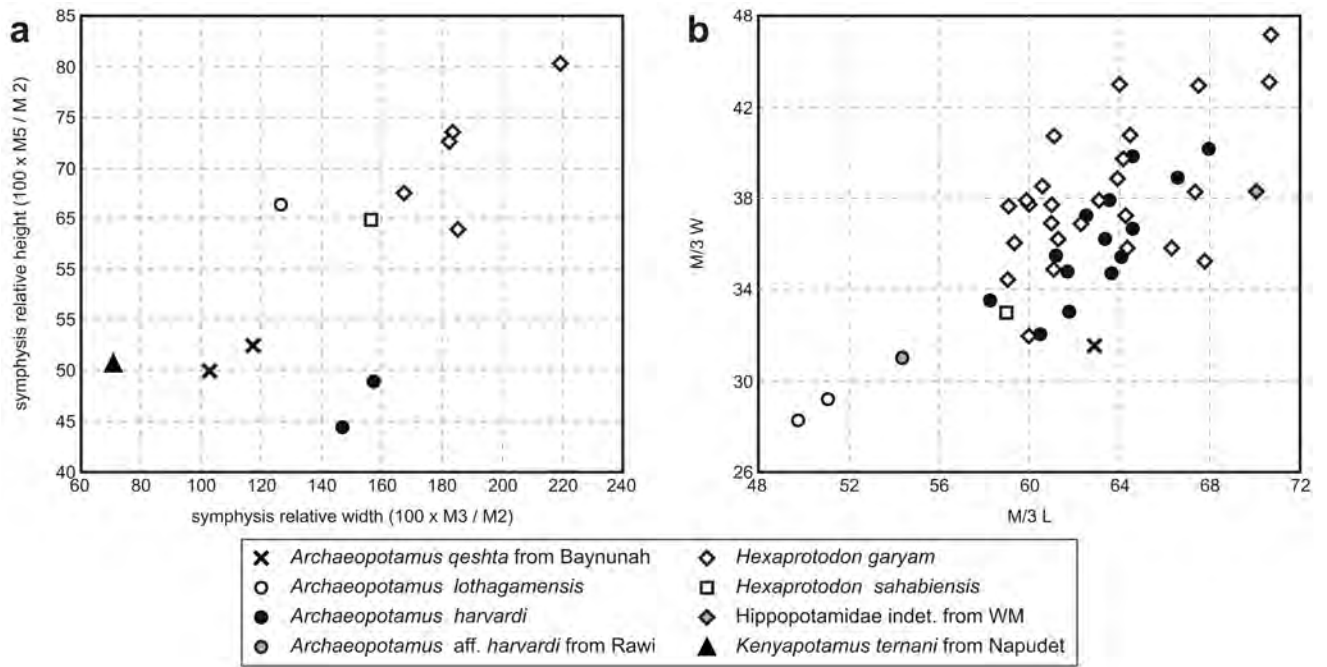 a
symphysis relative height (100 x M5 / M 2)
85
80
75
70
65
55
55
50
45
40
60 80 100 120 140 160 180 200 220 240
symphysis relative width (100 x M3 / M2)
b
M/3 W
48
42
38
34
30
26
48 52 56 60 64 68 72
M/3 L
Archaeopotamus qeshta from Baynunah
Archaeopotamus lothagamensis
Archaeopotamus harvardi
Archaeopotamus aff. harvardi from Rawi
Hexaprotodon garyam
Hexaprotodon sahabiensis
Hippopotamidae indet. from WM
Kenyapotamus ternani from Napudet